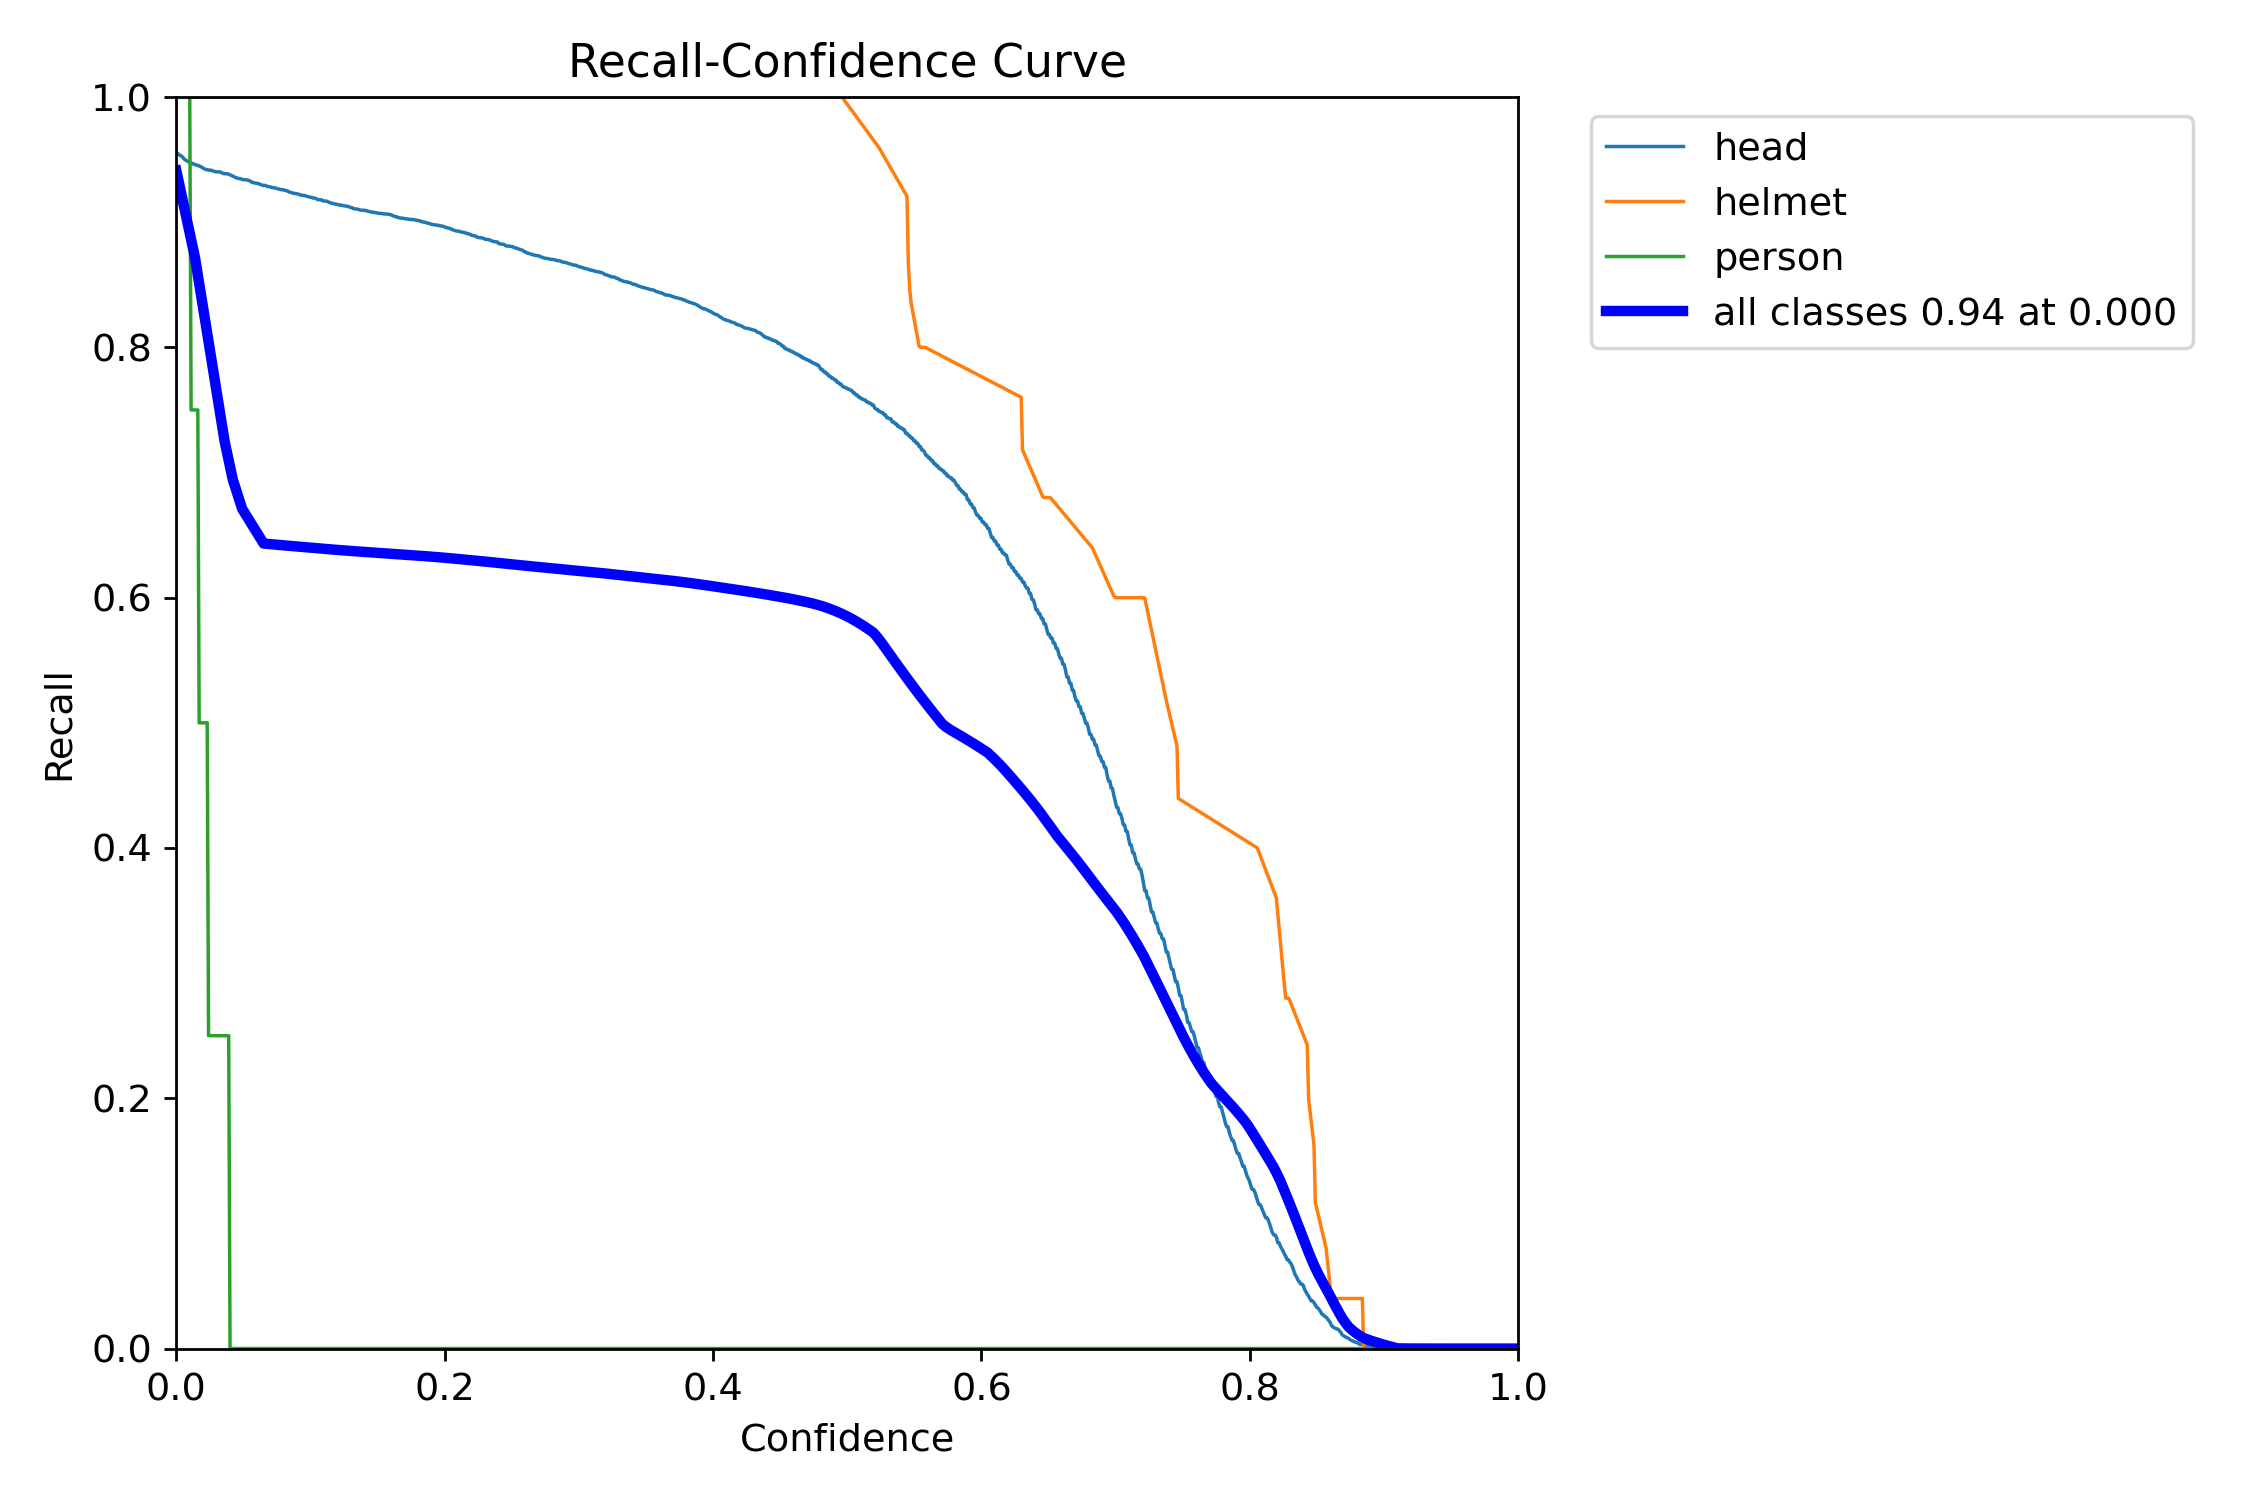 Recall-Confidence Curve
1.0
0.8
0.6
0.4
0.2
0.0
Recall
0.0 0.2 0.4 0.6 0.8 1.0
Confidence
head
helmet
person
all classes 0.94 at 0.000